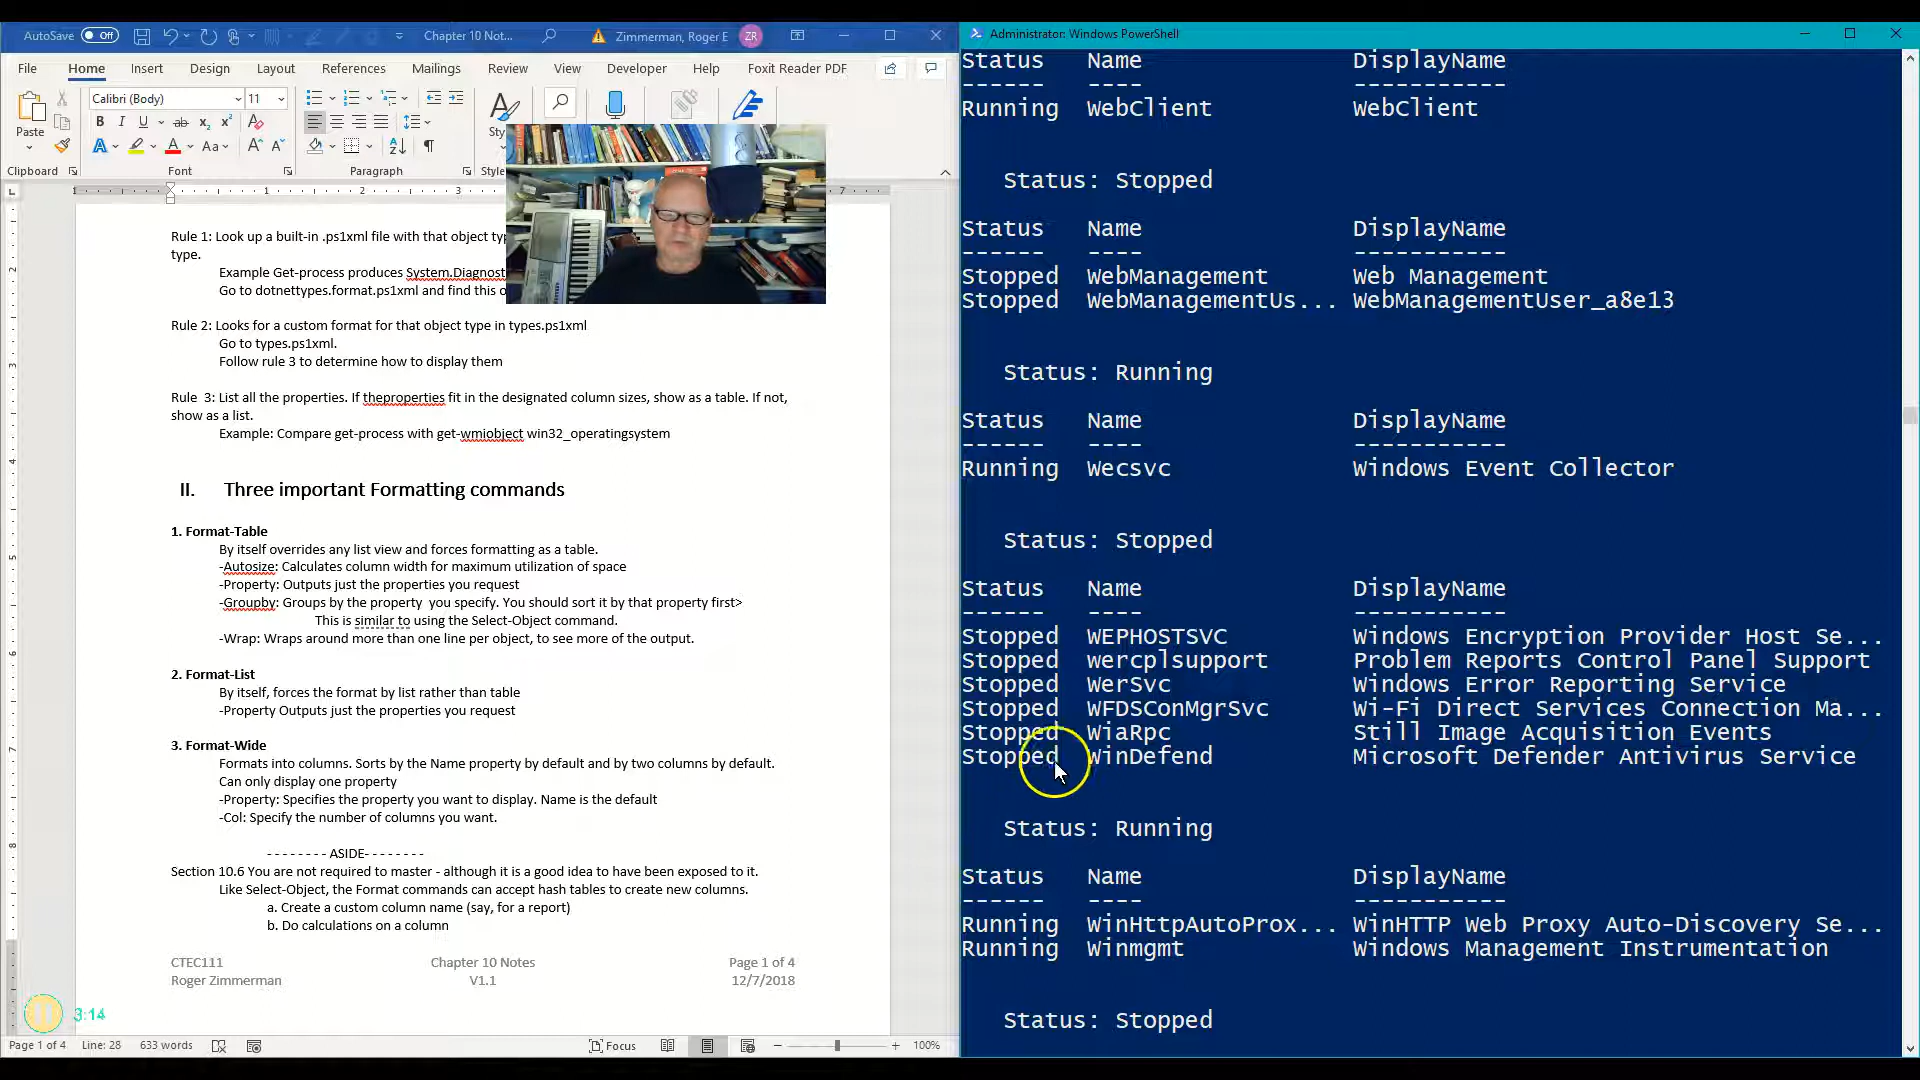 AutoSave Off Chapter 10 Not... Zimmerman, Roger E ZR
File Home Insert Design Layout References Mailings Review View Developer Help Foxit Reader PDF
Calibri (Body) 11
Paste
Clipboard Font Paragraph Style
Rule 1: Look up a built-in .ps1xml file with that object typ
type.
Example Get-process produces System.Diagnost
Go to dotnettypes.format.ps1xml and find this o
Rule 2: Looks for a custom format for that object type in types.ps1xml
Go to types.ps1xml.
Follow rule 3 to determine how to display them
Rule 3: List all the properties. If theproperties fit in the designated column sizes, show as a table. If not,
show as a list.
Example: Compare get-process with get-wmiobject win32_operatingsystem
II. Three important Formatting commands
1. Format-Table
By itself overrides any list view and forces formatting as a table.
-Autosize: Calculates column width for maximum utilization of space
-Property: Outputs just the properties you request
-Groupby: Groups by the property you specify. You should sort it by that property first>
This is similar to using the Select-Object command.
-Wrap: Wraps around more than one line per object, to see more of the output.
2. Format-List
By itself, forces the format by list rather than table
-Property Outputs just the properties you request
3. Format-Wide
Formats into columns. Sorts by the Name property by default and by two columns by default.
Can only display one property
-Property: Specifies the property you want to display. Name is the default
-Col: Specify the number of columns you want.
- - - - - - - - ASIDE- - - - - - - -
Section 10.6 You are not required to master - although it is a good idea to have been exposed to it.
Like Select-Object, the Format commands can accept hash tables to create new columns.
a. Create a custom column name (say, for a report)
b. Do calculations on a column
CTEC111 Chapter 10 Notes Page 1 of 4
Roger Zimmerman V1.1 12/7/2018
3:14
Page 1 of 4 Line: 28 633 words Focus 100%
Administrator: Windows PowerShell
Status Name DisplayName
------ ---- -----------
Running WebClient WebClient
Status: Stopped
Status Name DisplayName
------ ---- -----------
Stopped WebManagement Web Management
Stopped WebManagementUs... WebManagementUser_a8e13
Status: Running
Status Name DisplayName
------ ---- -----------
Running Wecsvc Windows Event Collector
Status: Stopped
Status Name DisplayName
------ ---- -----------
Stopped WEPHOSTSVC Windows Encryption Provider Host Se...
Stopped wercplsupport Problem Reports Control Panel Support
Stopped WerSvc Windows Error Reporting Service
Stopped WFDSConMgrSvc Wi-Fi Direct Services Connection Ma...
Stopped WiaRpc Still Image Acquisition Events
Stopped WinDefend Microsoft Defender Antivirus Service
Status: Running
Status Name DisplayName
------ ---- -----------
Running WinHttpAutoProx... WinHTTP Web Proxy Auto-Discovery Se...
Running Winmgmt Windows Management Instrumentation
Status: Stopped